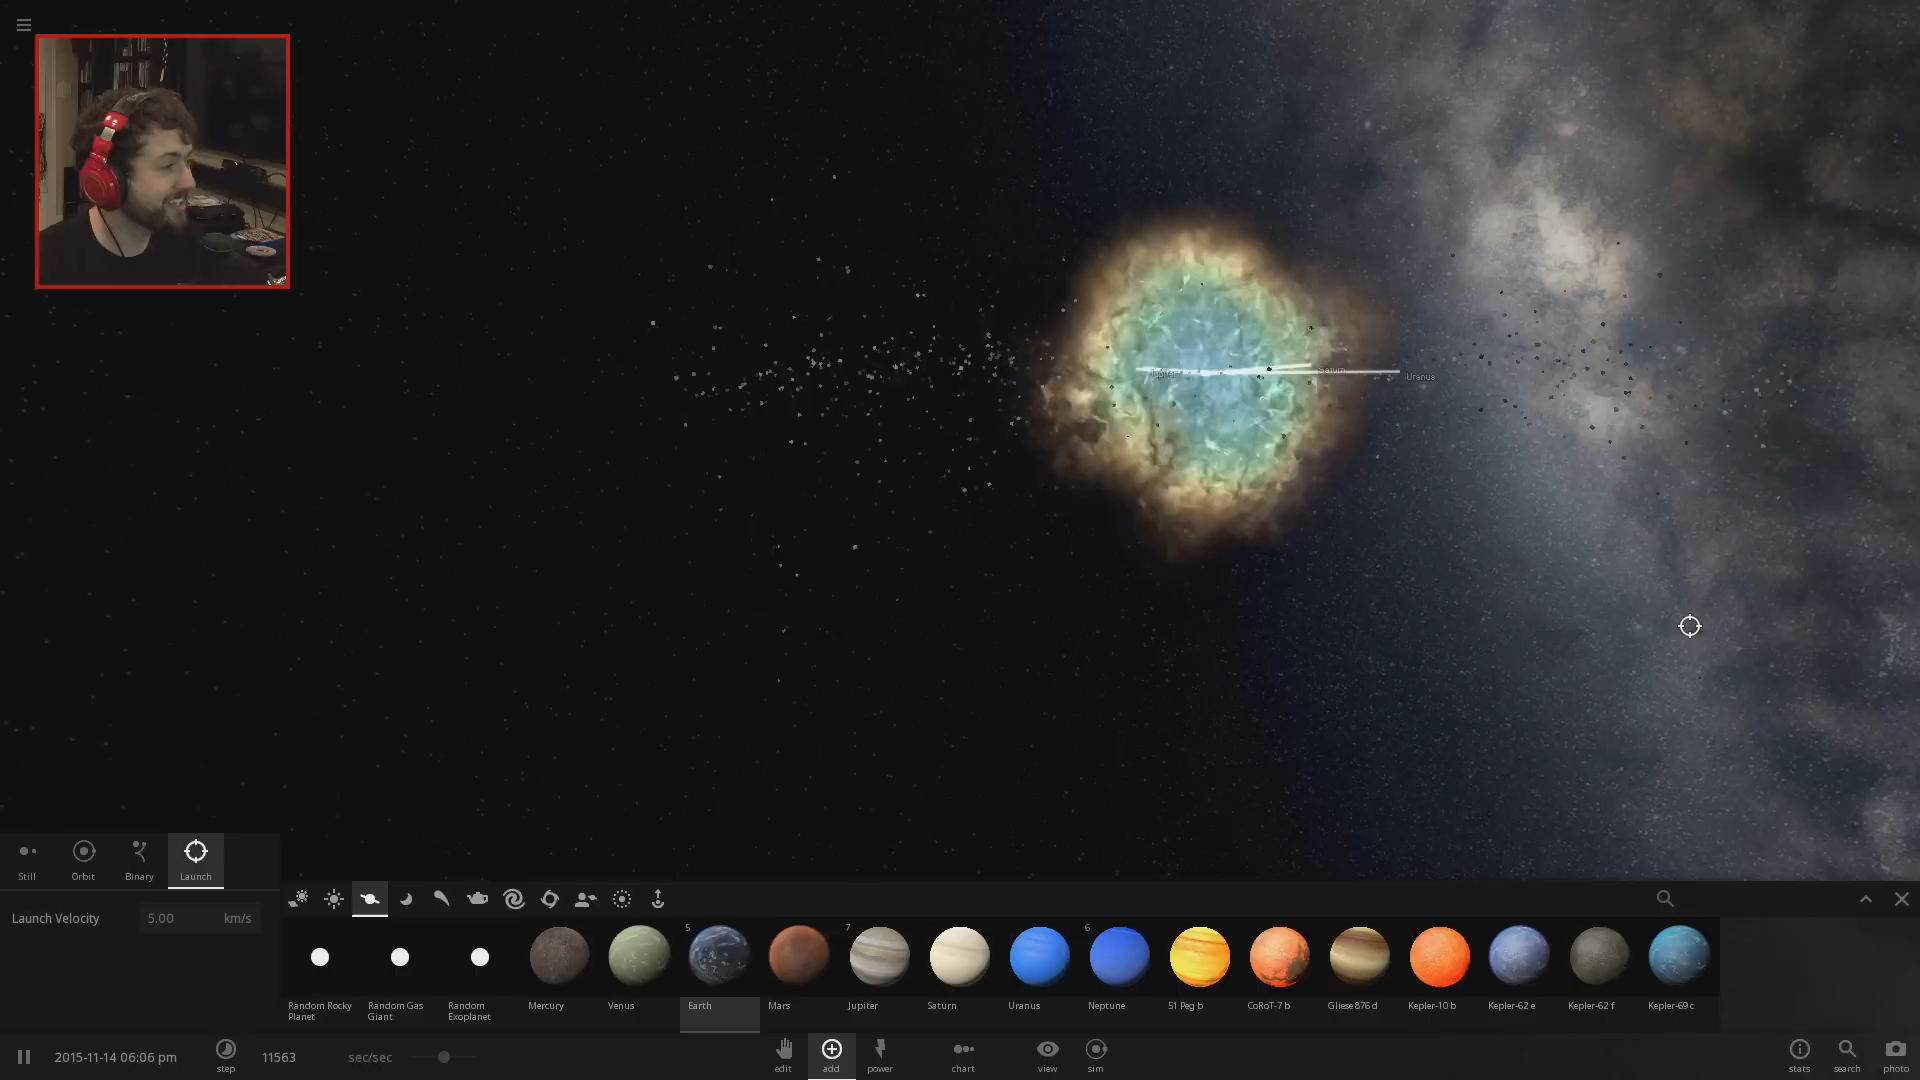 Jupiter
Saturn
Uranus
Still
Orbit
Binary
Launch
Launch Velocity
5.00
km/s
5
7
6
Random Rocky
Planet
Random Gas
Giant
Random
Exoplanet
Mercury
Venus
Earth
Mars
Jupiter
Saturn
Uranus
Neptune
51 Peg b
CoRoT-7 b
Gliese 876 d
Kepler-10 b
Kepler-62 e
Kepler-62 f
Kepler-69 c
2015-11-14 06:06 pm
step
11563
sec/sec
edit
add
power
chart
view
sim
stats
search
photo